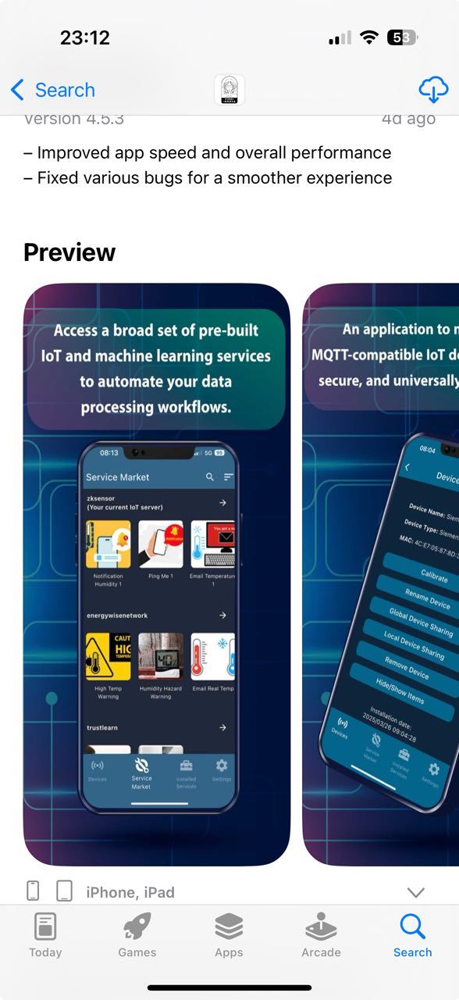 23:12
53
Search
Version 4.5.3
4d ago
– Improved app speed and overall performance
– Fixed various bugs for a smoother experience
Preview
Access a broad set of pre-built
IoT and machine learning services
to automate your data
processing workflows.
08:13
5G 95
Service Market
zksensor
(Your current IoT server)
Notification
Humidity 1
Ping Me 1
Email Temperature
1
energywisenetwork
CAUT
HIG
TEMPERA
High Temp
Warning
Humidity Hazard
Warning
Email Real Temp
trustlearn
Devices
Service
Market
Installed
Services
Settings
An application to
MQTT-compatible IoT
secure, and universally
08:04
Device Name:
Device Type:
MAC: 4C-E7-05-87-8D-
Calibrate
Rename Device
Global Device Sharing
Local Device Sharing
Remove Device
Hide/Show Items
Installation date:
2025/03/26 09:04:28
Devices
Service
Market
Installed
Services
Settings
iPhone, iPad
Today
Games
Apps
Arcade
Search